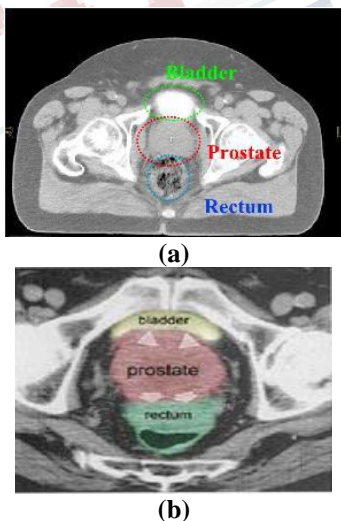 Bladder
Prostate
Rectum
(a)
bladder
prostate
rectum
(b)